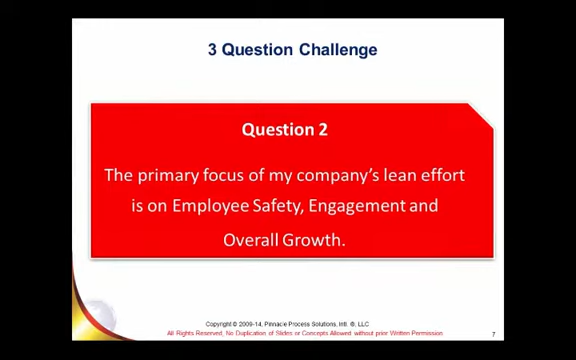 3 Question Challenge
Question 2
The primary focus of my company's lean effort
is on Employee Safety, Engagement and
Overall Growth.
Copyright © 2009-14, Pinnacle Process Solutions, Intl. ®, LLC
All Rights Reserved, No Duplication of Slides or Concepts Allowed without prior Written Permission.
7